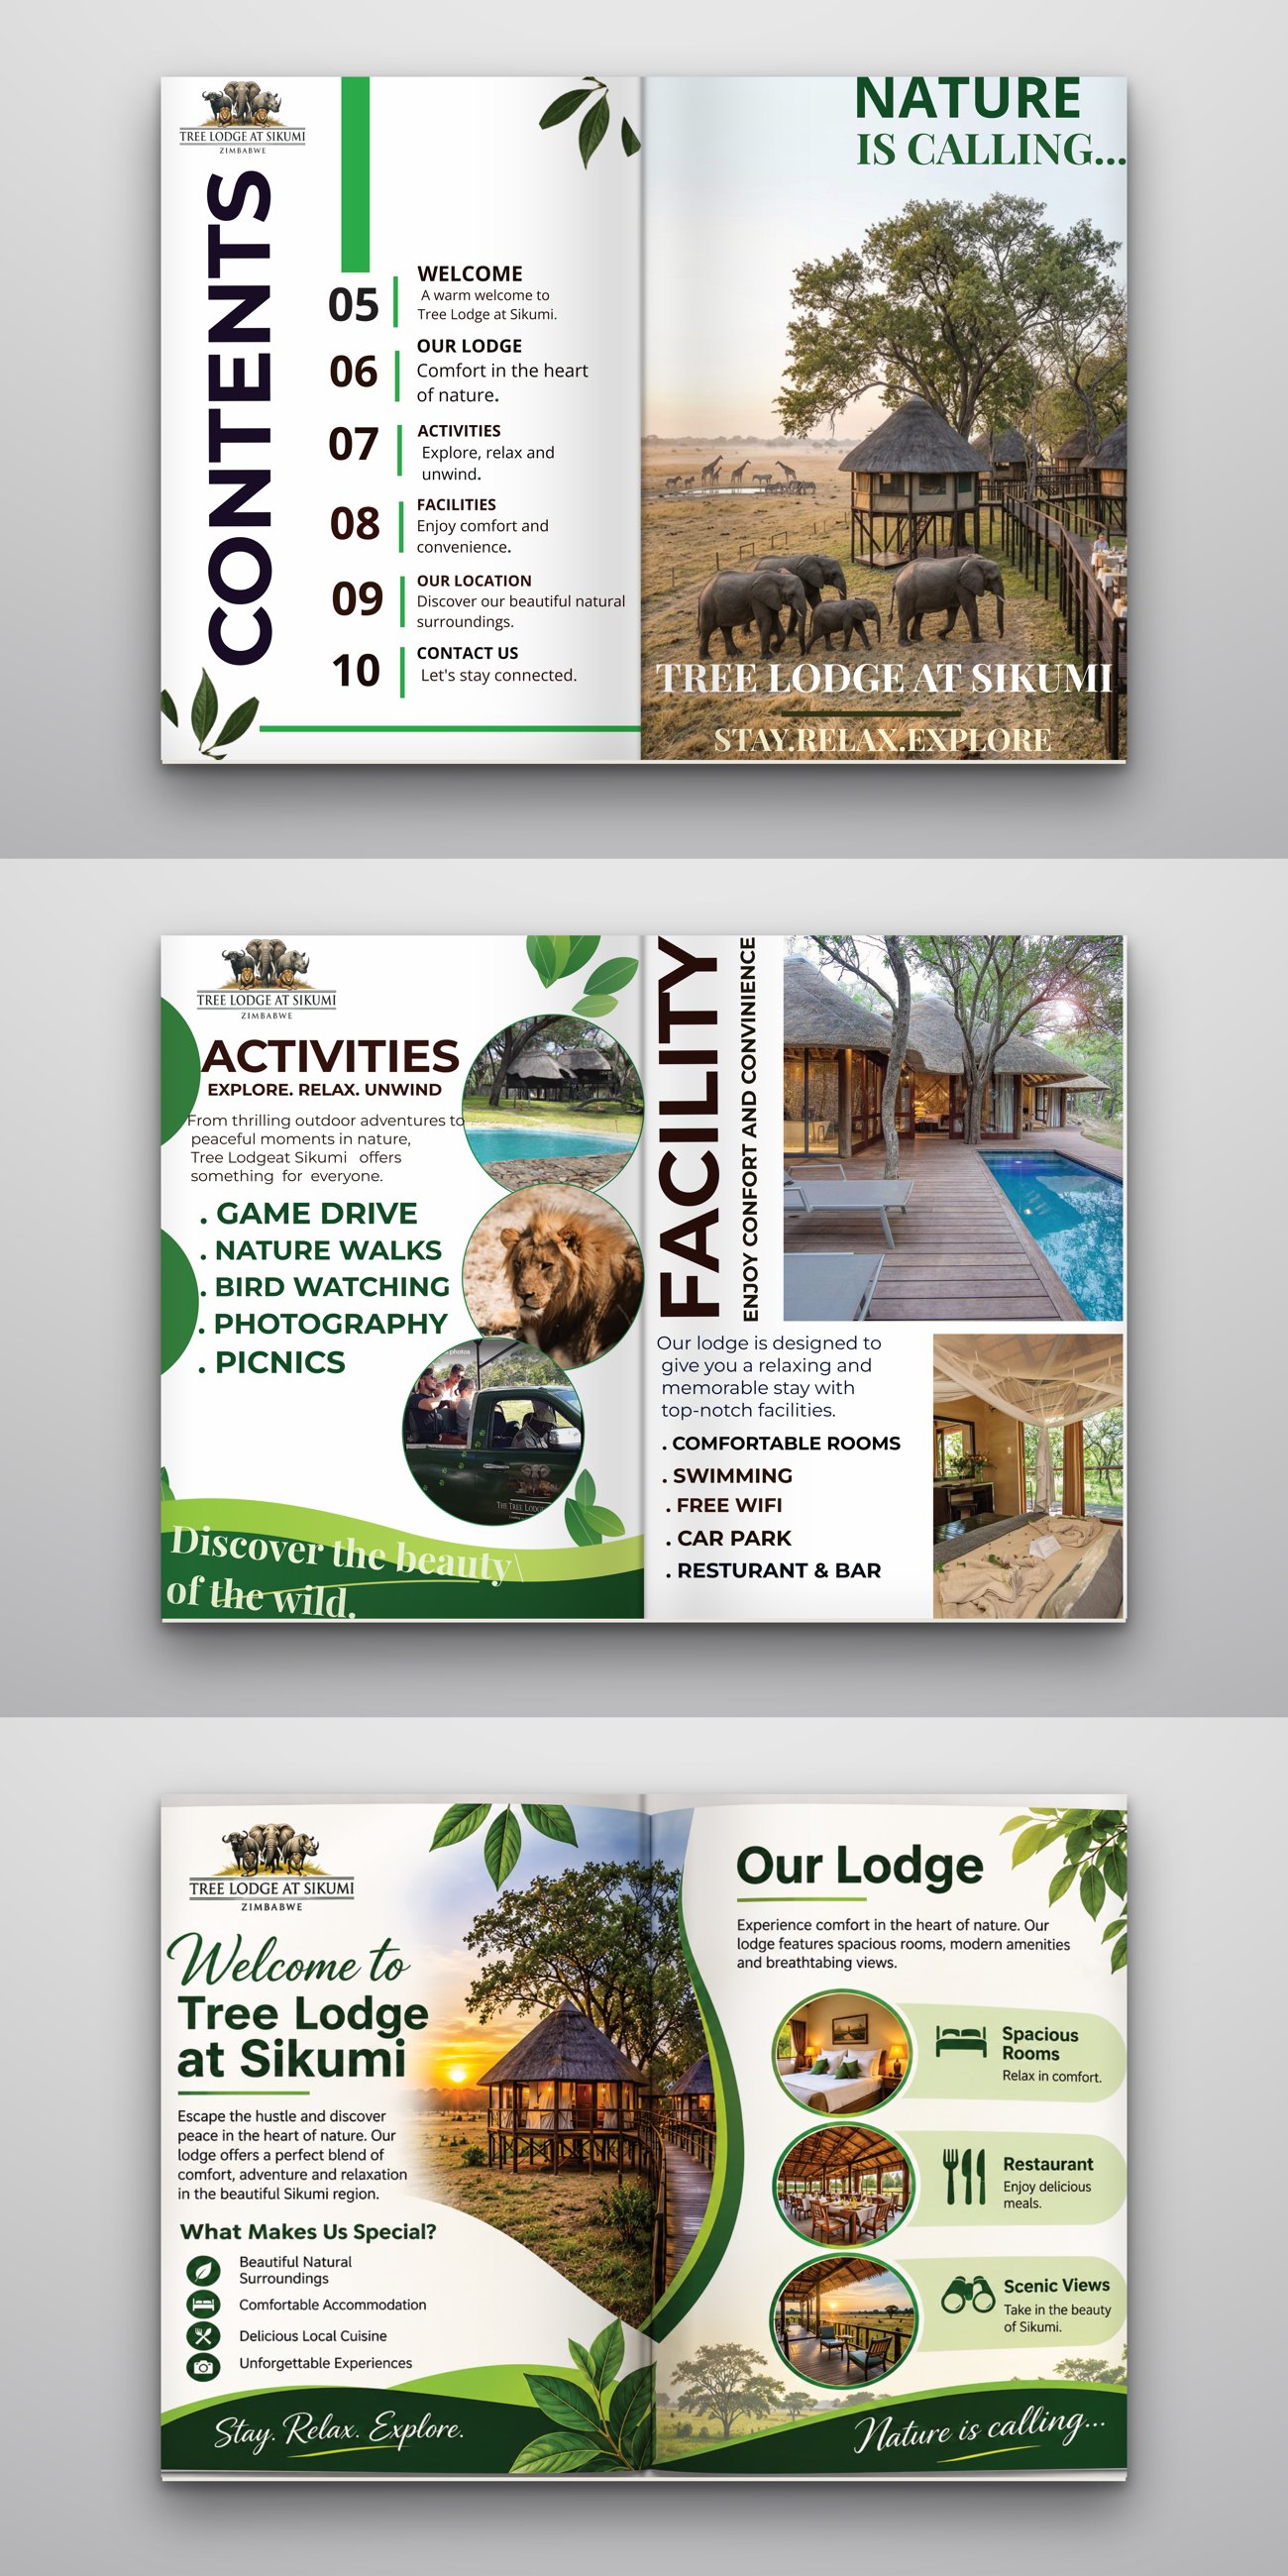 TREE LODGE AT SIKUMI
ZIMBABWE
CONTENTS
05
WELCOME
A warm welcome to
Tree Lodge at Sikumi.
06
OUR LODGE
Comfort in the heart
of nature.
07
ACTIVITIES
Explore, relax and
unwind.
08
FACILITIES
Enjoy comfort and
convenience.
09
OUR LOCATION
Discover our beautiful natural
surroundings.
10
CONTACT US
Let's stay connected.
NATURE
IS CALLING...
TREE LODGE AT SIKUMI
STAY.RELAX.EXPLORE
TREE LODGE AT SIKUMI
ZIMBABWE
ACTIVITIES
EXPLORE. RELAX. UNWIND
From thrilling outdoor adventures to
peaceful moments in nature,
Tree Lodgeat Sikumi offers
something for everyone.
. GAME DRIVE
. NATURE WALKS
. BIRD WATCHING
. PHOTOGRAPHY
. PICNICS
photos
Discover the beauty\
of the wild.
FACILITY
ENJOY CONFORT AND CONVINIENCE
Our lodge is designed to
give you a relaxing and
memorable stay with
top-notch facilities.
. COMFORTABLE ROOMS
. SWIMMING
. FREE WIFI
. CAR PARK
. RESTURANT & BAR
TREE LODGE AT SIKUMI
ZIMBABWE
Welcome to
Tree Lodge
at Sikumi
Escape the hustle and discover
peace in the heart of nature. Our
lodge offers a perfect blend of
comfort, adventure and relaxation
in the beautiful Sikumi region.
What Makes Us Special?
Beautiful Natural
Surroundings
Comfortable Accommodation
Delicious Local Cuisine
Unforgettable Experiences
Stay. Relax. Explore.
Our Lodge
Experience comfort in the heart of nature. Our
lodge features spacious rooms, modern amenities
and breathtabing views.
Spacious
Rooms
Relax in comfort.
Restaurant
Enjoy delicious
meals.
Scenic Views
Take in the beauty
of Sikumi.
Nature is calling...